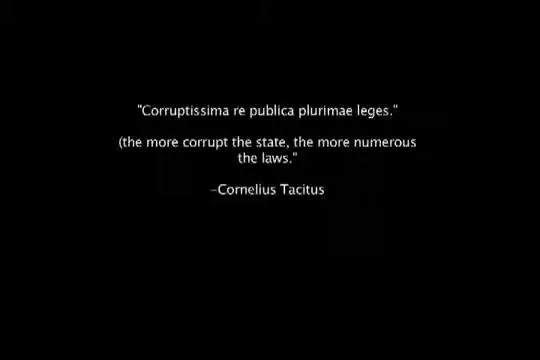 "Corruptissima re publica plurimae leges."
(the more corrupt the state, the more numerous
the laws."
-Cornelius Tacitus